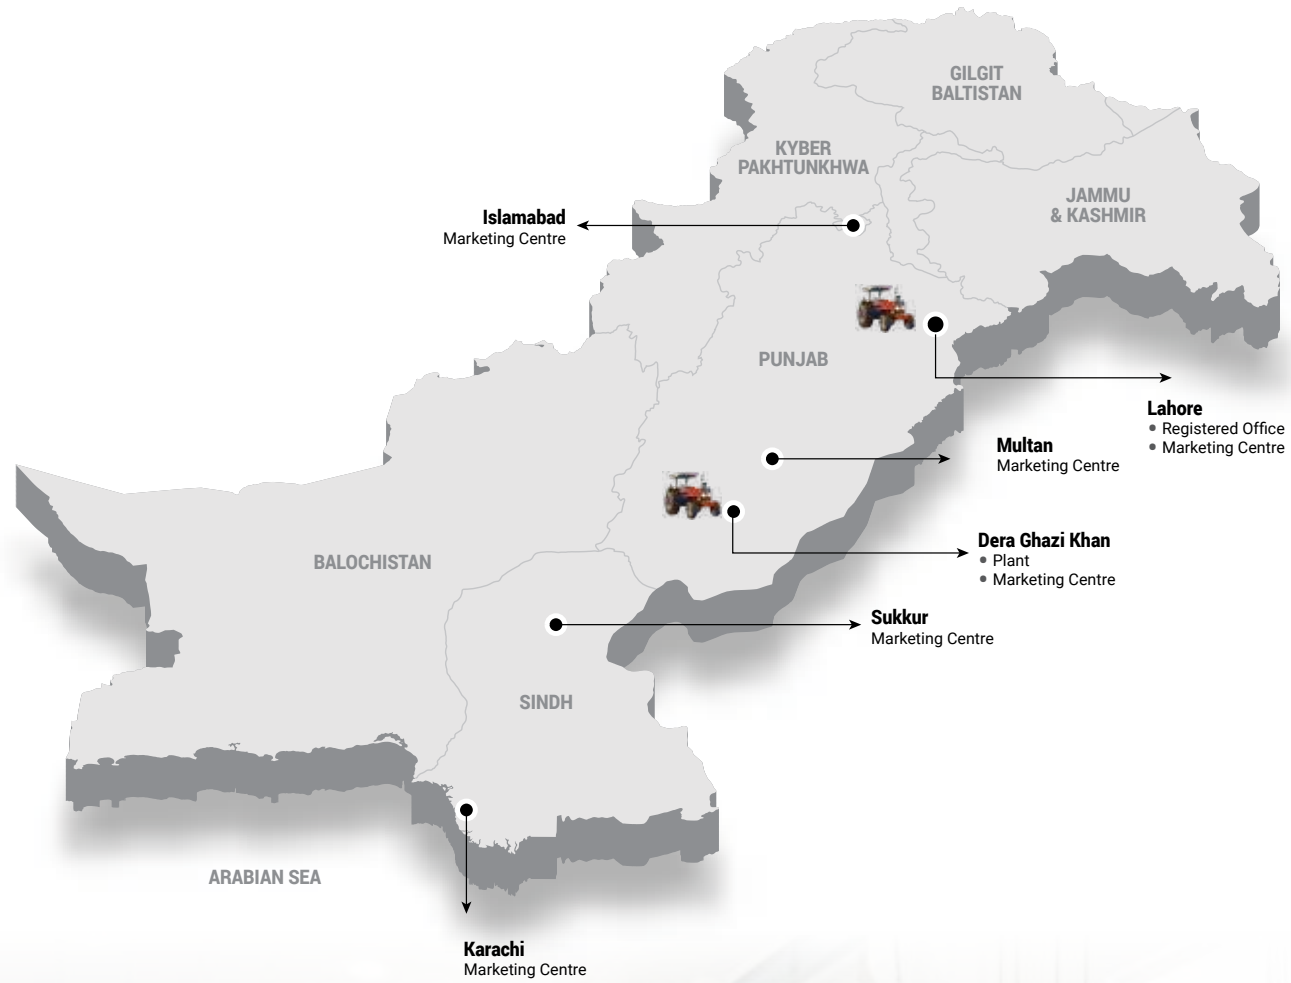 GILGIT
BALTISTAN
KYBER
PAKHTUNKHWA
JAMMU
& KASHMIR
Islamabad
Marketing Centre
PUNJAB
Lahore
• Registered Office
• Marketing Centre
Multan
Marketing Centre
Dera Ghazi Khan
• Plant
• Marketing Centre
BALOCHISTAN
Sukkur
Marketing Centre
SINDH
ARABIAN SEA
Karachi
Marketing Centre